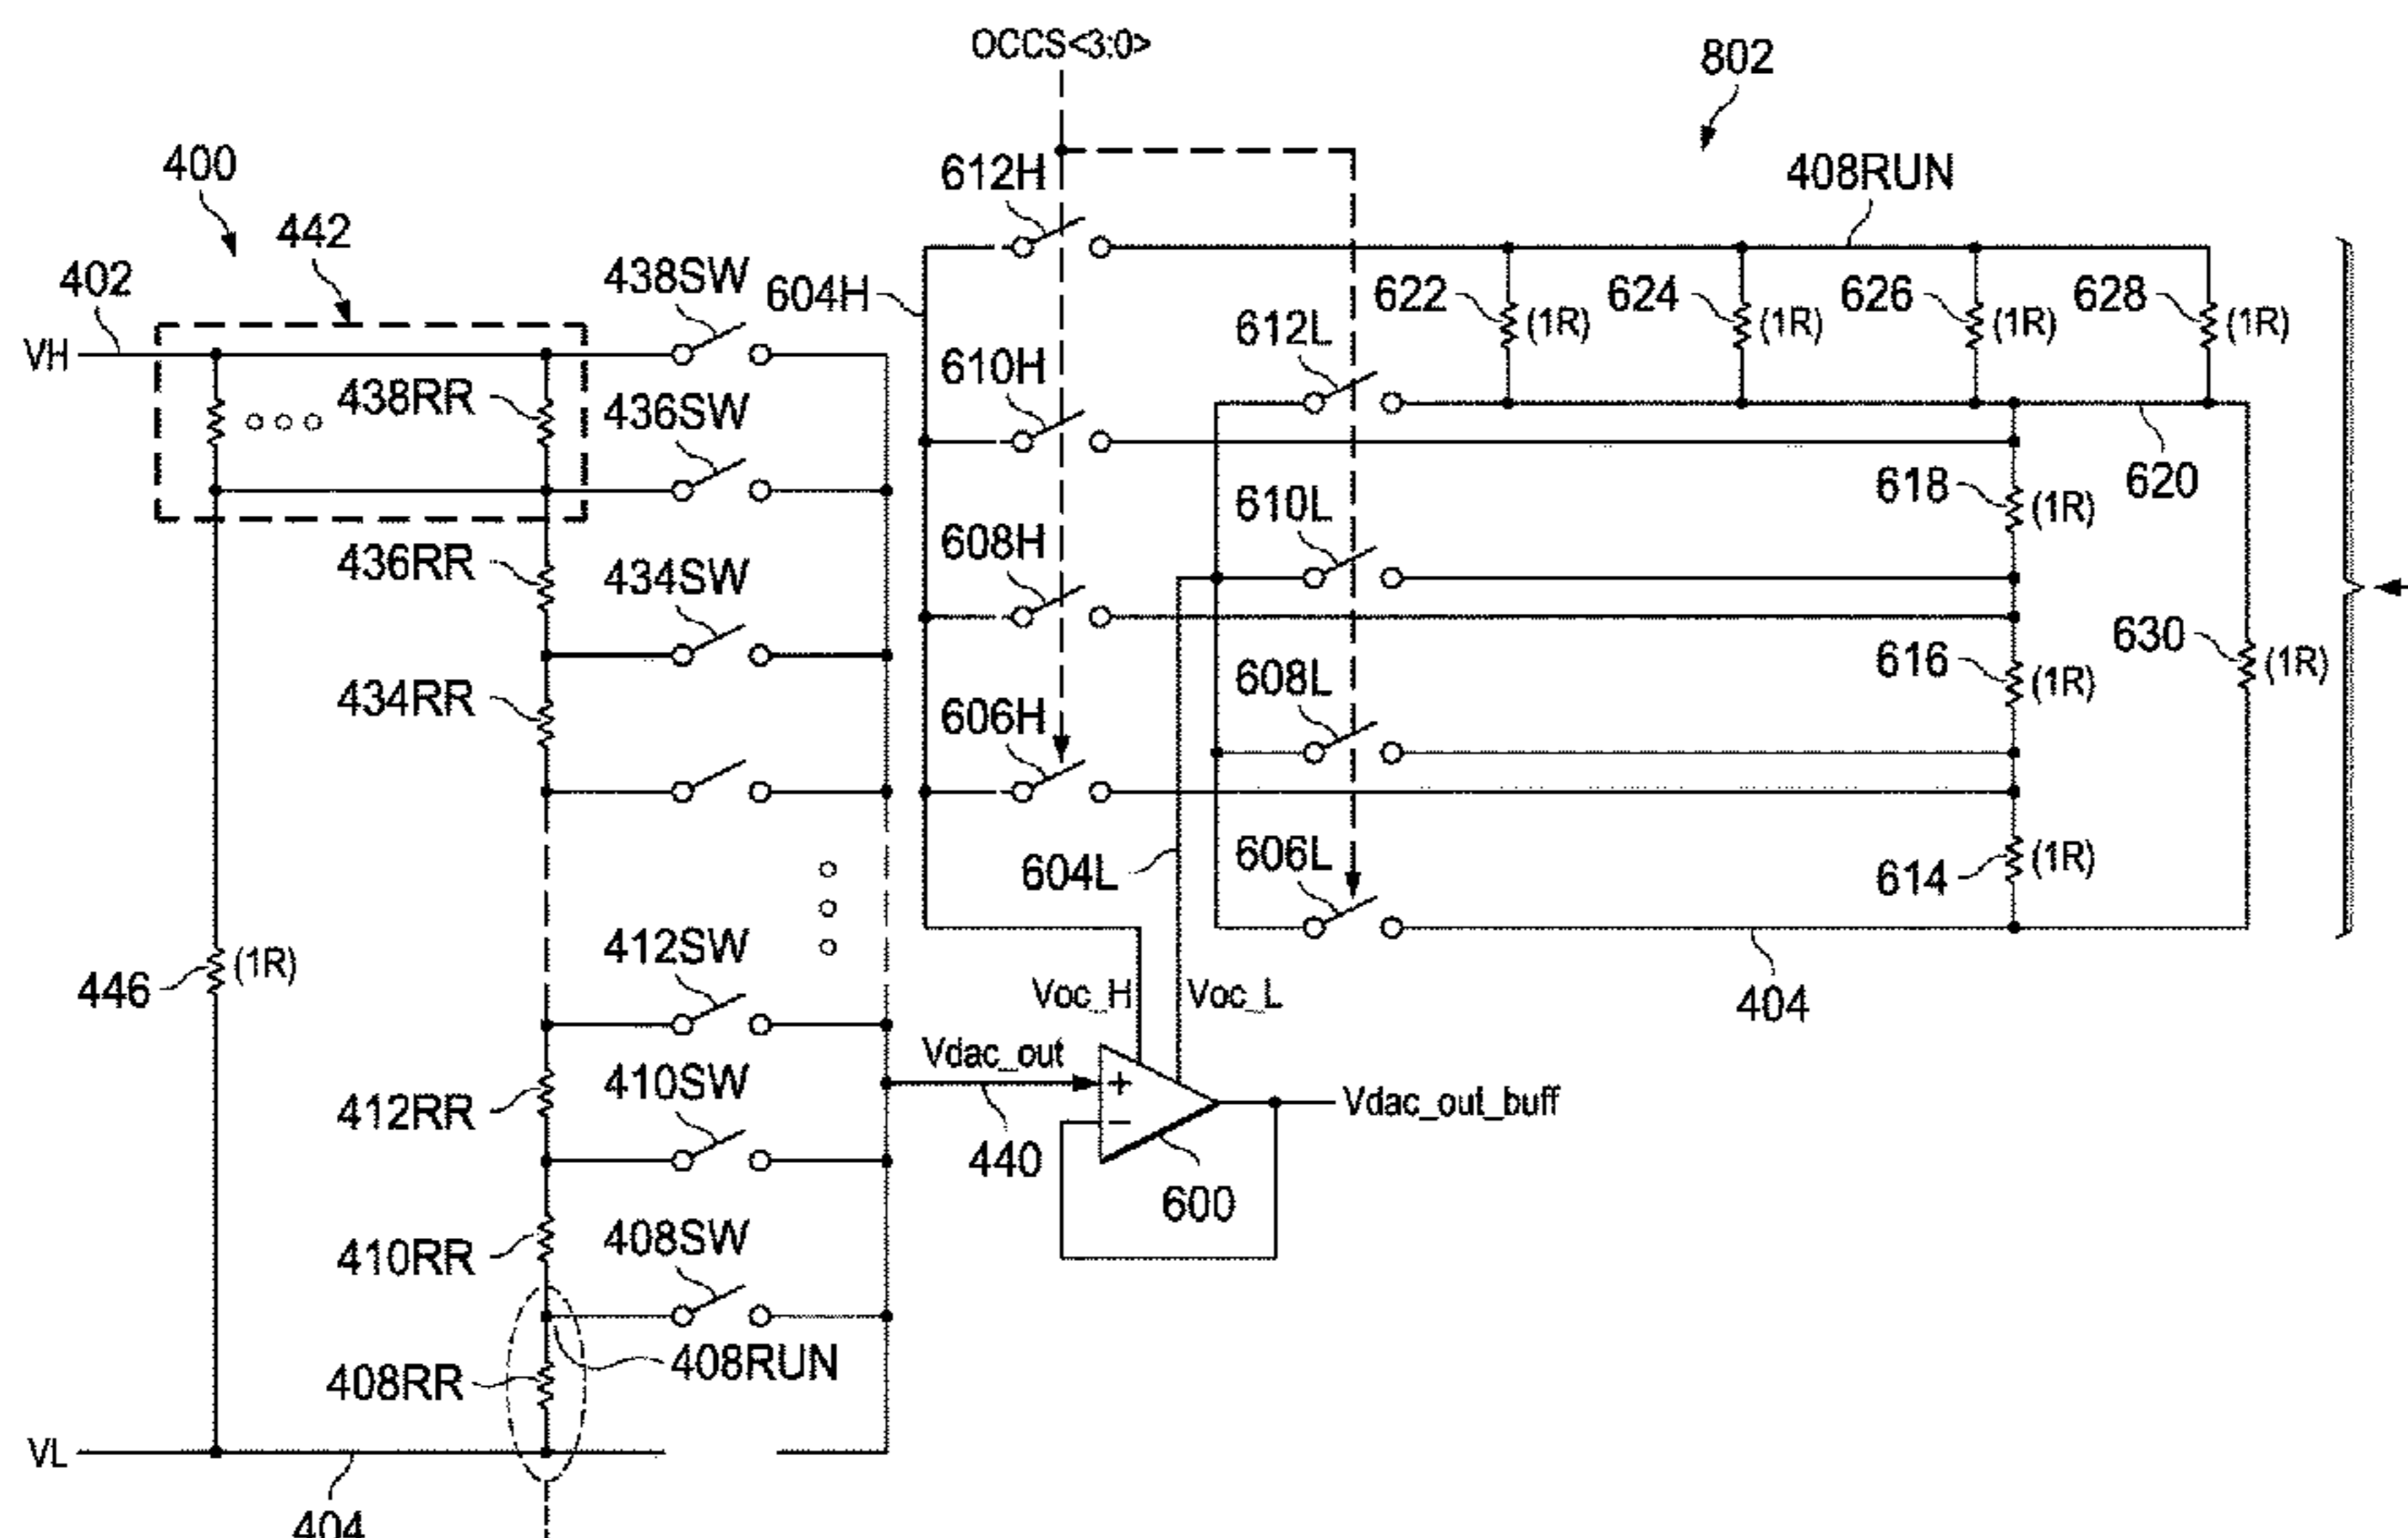 OCCS<3:0>
802
400
612H
408RUN
442
402
438SW
604H
622
(1R)
624
(1R)
626
(1R)
628
(1R)
612L
VH
610H
438RR
436SW
618
(1R)
620
610L
608H
436RR
434SW
616
(1R)
630
(1R)
608L
434RR
606H
614
(1R)
604L
606L
412SW
446
(1R)
Voc_H
Voc_L
404
Vdac_out
410SW
Vdac_out_buff
412RR
440
600
408SW
410RR
408RUN
408RR
VL
404